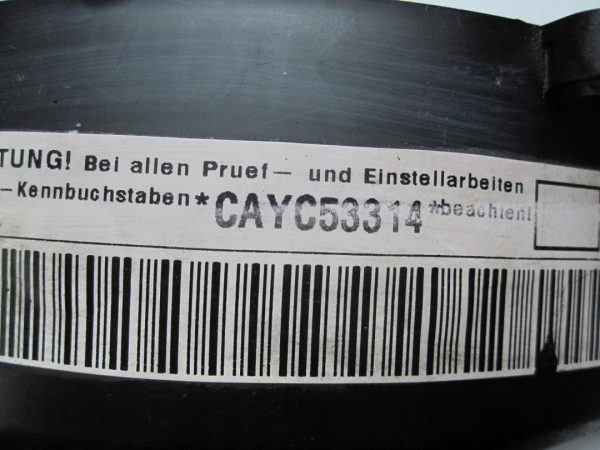 TUNG! Bei allen Pruef— und Einstellarbeiten
—Kennbuchstaben*CAYC53314*beachten!